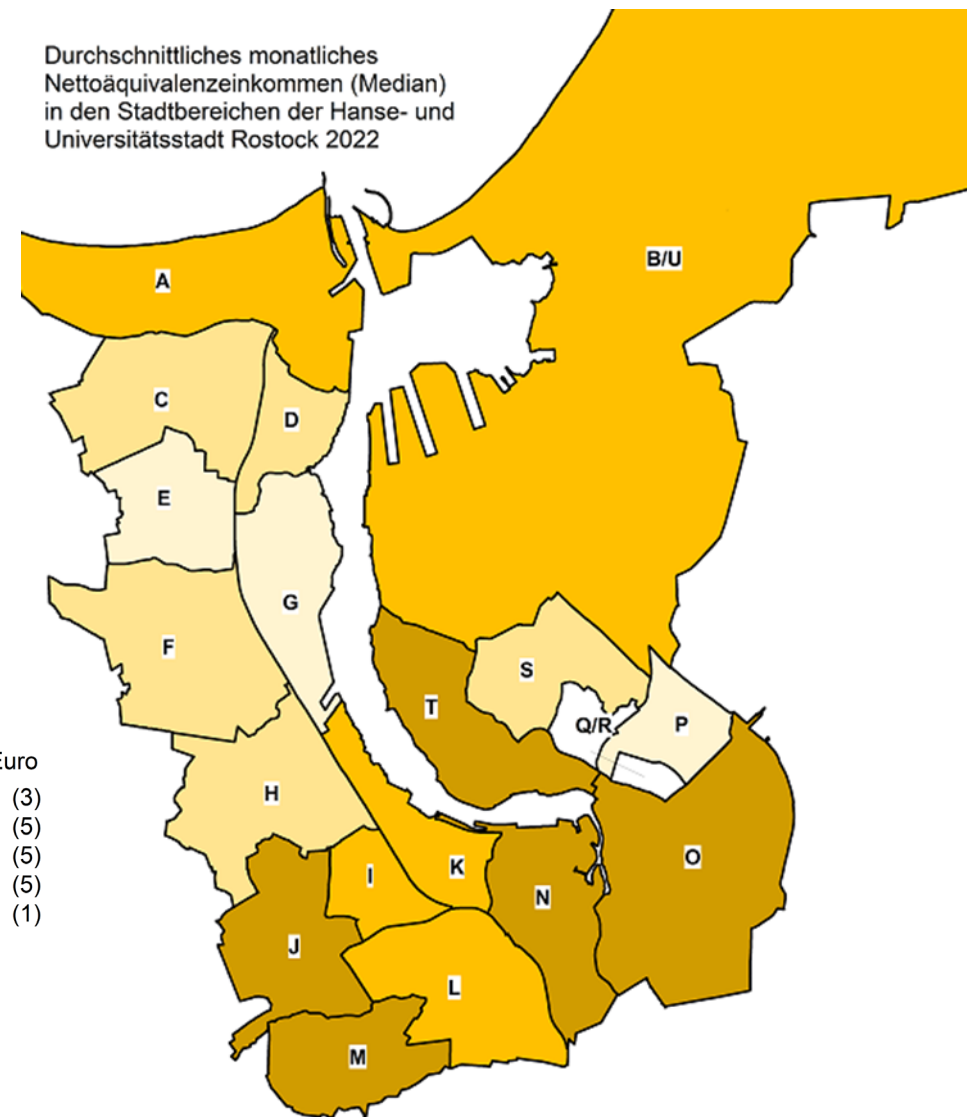 Durchschnittliches monatliches
Nettoäquivalenzeinkommen (Median)
in den Stadtbereichen der Hanse- und
Universitätsstadt Rostock 2022
B/U
A
C
D
E
G
F
S
T
Q/R
P
Euro
(3)
(5)
(5)
(5)
(1)
H
O
K
I
N
J
L
M